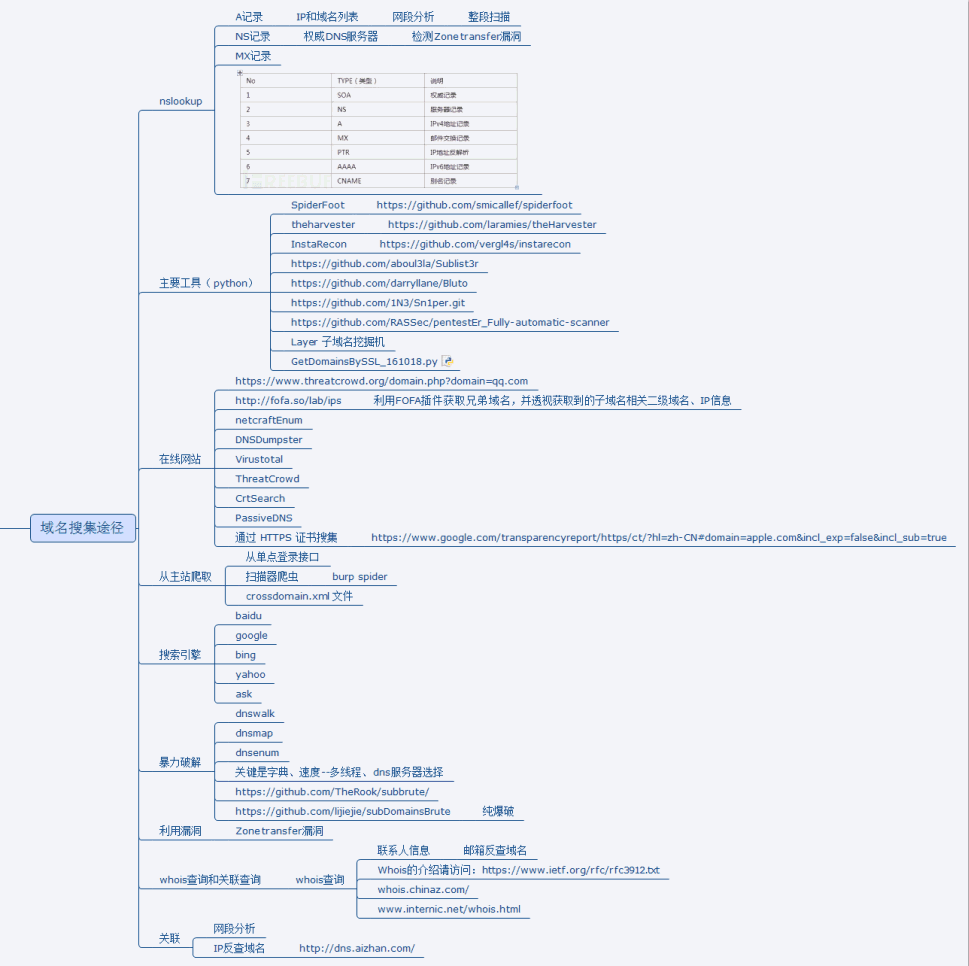 A记录 IP和域名列表 网段分析 整段扫描
NS记录 权威DNS服务器 检测Zonetransfer漏洞
MX记录
No TYPE（类型） 说明
1 SOA 权威记录
2 NS 服务器记录
3 A IPv4地址记录
4 MX 邮件交换记录
5 PTR IP地址反解析
6 AAAA IPv6地址记录
7 CNAME 别名记录
FREEBUF
nslookup
SpiderFoot https://github.com/smicallef/spiderfoot
theharvester https://github.com/laramies/theHarvester
InstaRecon https://github.com/vergl4s/instarecon
https://github.com/aboul3la/Sublist3r
主要工具（python）
https://github.com/darryllane/Bluto
https://github.com/1N3/Sn1per.git
https://github.com/RASSec/pentestEr_Fully-automatic-scanner
Layer 子域名挖掘机
GetDomainsBySSL_161018.py
https://www.threatcrowd.org/domain.php?domain=qq.com
http://fofa.so/lab/ips 利用FOFA插件获取兄弟域名，并透视获取到的子域名相关二级域名、IP信息
netcraftEnum
DNSDumpster
在线网站
Virustotal
ThreatCrowd
CrtSearch
PassiveDNS
域名搜集途径
通过 HTTPS 证书搜集 https://www.google.com/transparencyreport/https/ct/?hl=zh-CN#domain=apple.com&incl_exp=false&incl_sub=true
从单点登录接口
从主站爬取
扫描器爬虫 burp spider
crossdomain.xml 文件
baidu
google
搜索引擎
bing
yahoo
ask
dnswalk
dnsmap
dnsenum
暴力破解
关键是字典、速度--多线程、dns服务器选择
https://github.com/TheRook/subbrute/
https://github.com/lijiejie/subDomainsBrute 纯爆破
利用漏洞 Zonetransfer漏洞
联系人信息 邮箱反查域名
Whois的介绍请访问：https://www.ietf.org/rfc/rfc3912.txt
whois查询和关联查询 whois查询
whois.chinaz.com/
www.internic.net/whois.html
网段分析
关联
IP反查域名 http://dns.aizhan.com/